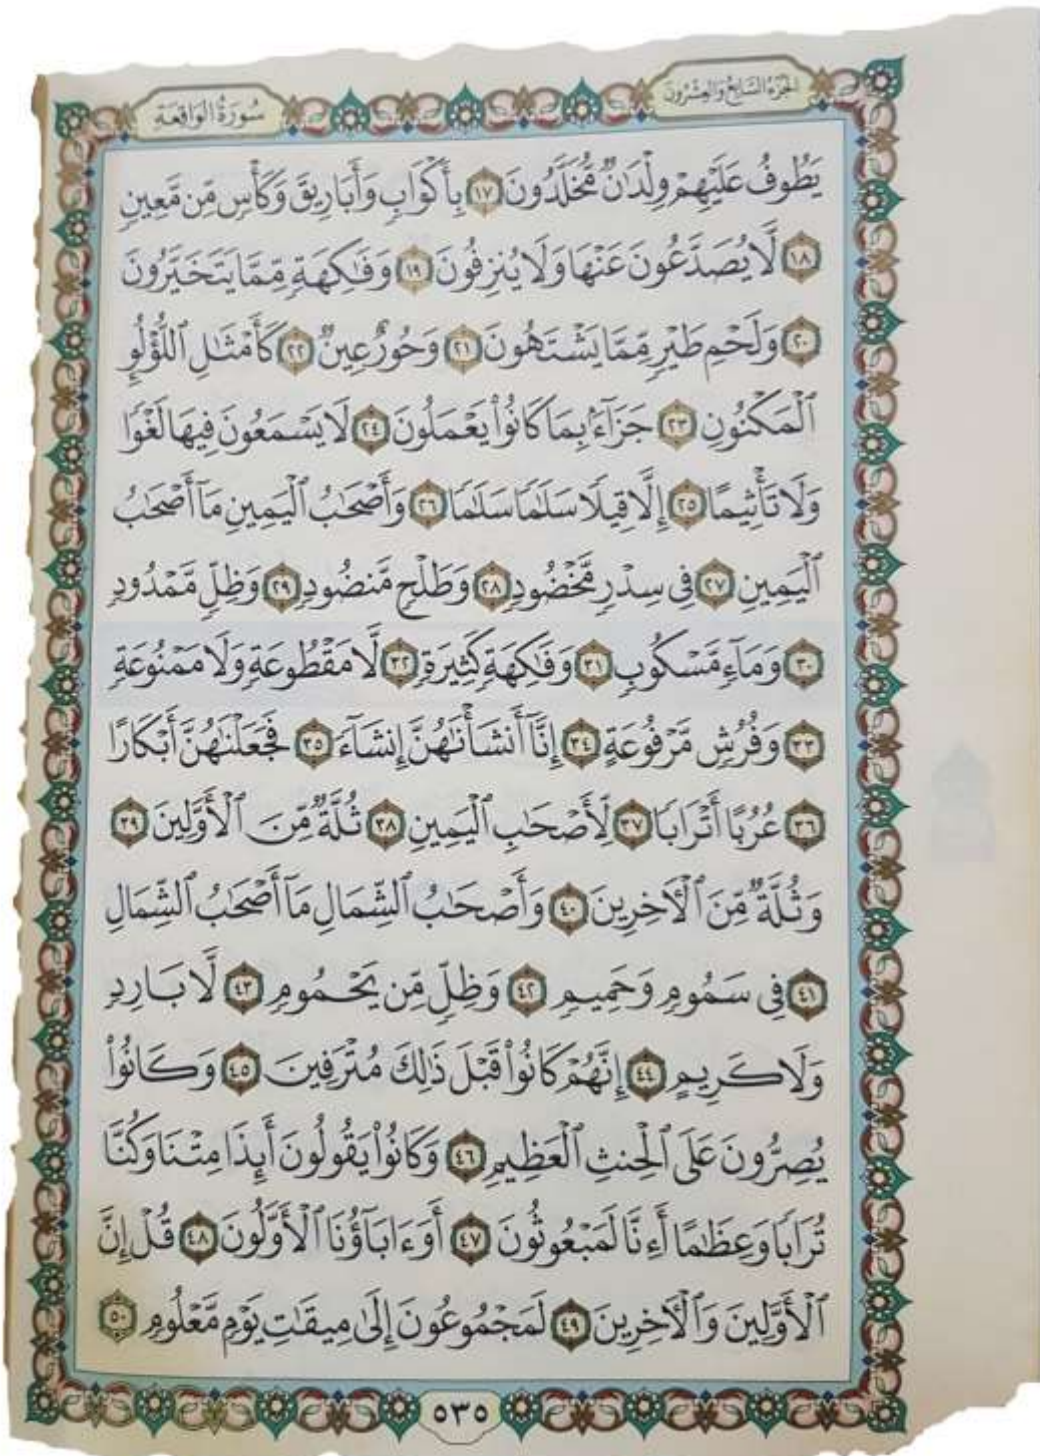 الجزء السابع والعشرون
سورة الواقعة
يَطُوفُ عَلَيْهِمْ وِلْدَٰنٌ مُّخَلَّدُونَ ١٧ بِأَكْوَابٍ وَأَبَارِيقَ وَكَأْسٍ مِّن مَّعِينٍ
١٨ لَّا يُصَدَّعُونَ عَنْهَا وَلَا يُنزِفُونَ ١٩ وَفَٰكِهَةٍ مِّمَّا يَتَخَيَّرُونَ
٢٠ وَلَحْمِ طَيْرٍ مِّمَّا يَشْتَهُونَ ٢١ وَحُورٌ عِينٌ ٢٢ كَأَمْثَٰلِ ٱللُّؤْلُؤِ
ٱلْمَكْنُونِ ٢٣ جَزَآءًۢ بِمَا كَانُوا۟ يَعْمَلُونَ ٢٤ لَا يَسْمَعُونَ فِيهَا لَغْوًا
وَلَا تَأْثِيمًا ٢٥ إِلَّا قِيلًا سَلَٰمًا سَلَٰمًا ٢٦ وَأَصْحَٰبُ ٱلْيَمِينِ مَآ أَصْحَٰبُ
ٱلْيَمِينِ ٢٧ فِى سِدْرٍ مَّخْضُودٍ ٢٨ وَطَلْحٍ مَّنضُودٍ ٢٩ وَظِلٍّ مَّمْدُودٍ
٣٠ وَمَآءٍ مَّسْكُوبٍ ٣١ وَفَٰكِهَةٍ كَثِيرَةٍ ٣٢ لَّا مَقْطُوعَةٍ وَلَا مَمْنُوعَةٍ
٣٣ وَفُرُشٍ مَّرْفُوعَةٍ ٣٤ إِنَّآ أَنشَأْنَٰهُنَّ إِنشَآءً ٣٥ فَجَعَلْنَٰهُنَّ أَبْكَارًا
٣٦ عُرُبًا أَتْرَابًا ٣٧ لِّأَصْحَٰبِ ٱلْيَمِينِ ٣٨ ثُلَّةٌ مِّنَ ٱلْأَوَّلِينَ ٣٩
وَثُلَّةٌ مِّنَ ٱلْءَاخِرِينَ ٤٠ وَأَصْحَٰبُ ٱلشِّمَالِ مَآ أَصْحَٰبُ ٱلشِّمَالِ
٤١ فِى سَمُومٍ وَحَمِيمٍ ٤٢ وَظِلٍّ مِّن يَحْمُومٍ ٤٣ لَّا بَارِدٍ
وَلَا كَرِيمٍ ٤٤ إِنَّهُمْ كَانُوا۟ قَبْلَ ذَٰلِكَ مُتْرَفِينَ ٤٥ وَكَانُوا۟
يُصِرُّونَ عَلَى ٱلْحِنثِ ٱلْعَظِيمِ ٤٦ وَكَانُوا۟ يَقُولُونَ أَئِذَا مِتْنَا وَكُنَّا
تُرَابًا وَعِظَٰمًا أَءِنَّا لَمَبْعُوثُونَ ٤٧ أَوَءَابَآؤُنَا ٱلْأَوَّلُونَ ٤٨ قُلْ إِنَّ
ٱلْأَوَّلِينَ وَٱلْءَاخِرِينَ ٤٩ لَمَجْمُوعُونَ إِلَىٰ مِيقَٰتِ يَوْمٍ مَّعْلُومٍ ٥٠
٥٣٥